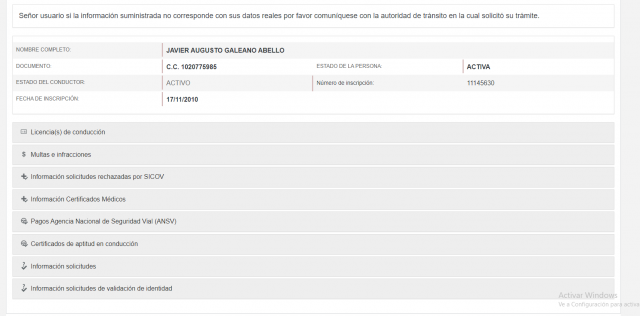 Señor usuario si la información suministrada no corresponde con sus datos reales por favor comuníquese con la autoridad de tránsito en la cual solicitó su trámite.
NOMBRE COMPLETO: JAVIER AUGUSTO GALEANO ABELLO
DOCUMENTO: C.C. 1020775985 ESTADO DE LA PERSONA: ACTIVA
ESTADO DEL CONDUCTOR: ACTIVO Número de inscripción: 11145630
FECHA DE INSCRIPCIÓN: 17/11/2010
Licencia(s) de conducción
$ Multas e infracciones
Información solicitudes rechazadas por SICOV
Información Certificados Médicos
Pagos Agencia Nacional de Seguridad Vial (ANSV)
Certificados de aptitud en conducción
Información solicitudes
Información solicitudes de validación de identidad
Activar Windows
Ve a Configuración para activa